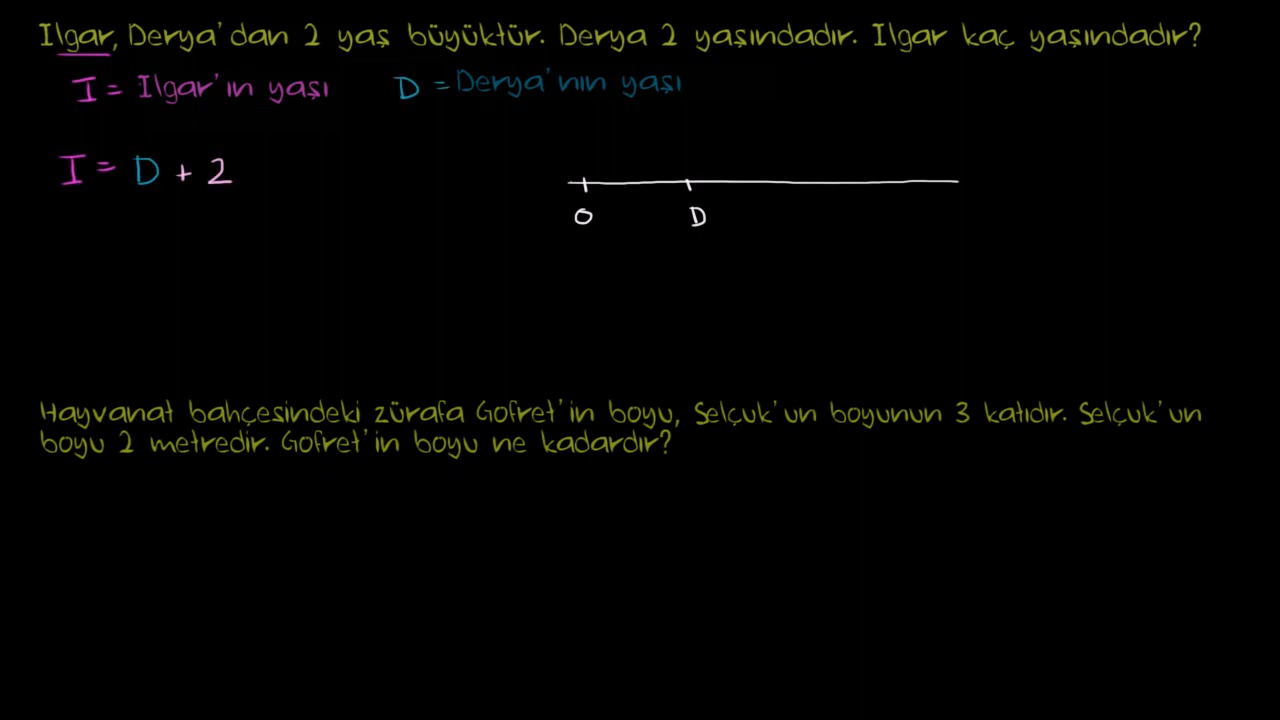 Ilgar, Derya'dan 2 yaş büyüktür. Derya 2 yaşındadır. Ilgar kaç yaşındadır?
I = Ilgar'ın yaşı D = Derya'nın yaşı
I = D + 2
0 D
Hayvanat bahçesindeki zürafa Gofret'in boyu, Selçuk'un boyunun 3 katıdır. Selçuk'un
boyu 2 metredir. Gofret'in boyu ne kadardır?